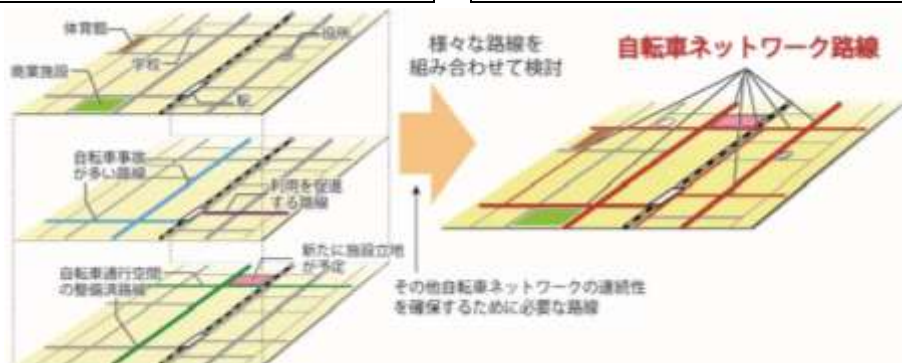 体育館
役所
学校
商業施設
駅
自転車事故
が多い路線
利用を促進
する路線
新たに施設立地
が予定
自転車通行空間
の整備済路線
様々な路線を
組み合わせて検討
自転車ネットワーク路線
その他自転車ネットワークの連続性
を確保するために必要な路線